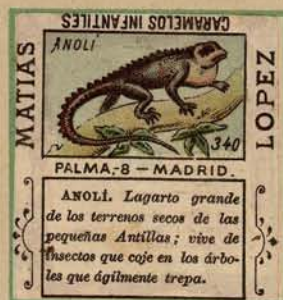 CARAMELOS INFANTILES
MATIAS
LOPEZ
ANOLÍ
340
PALMA,-8 — MADRID.
ANOLÍ. Lagarto grande
de los terrenos secos de las
pequeñas Antillas; vive de
insectos que coje en los árbo-
les que ágilmente trepa.